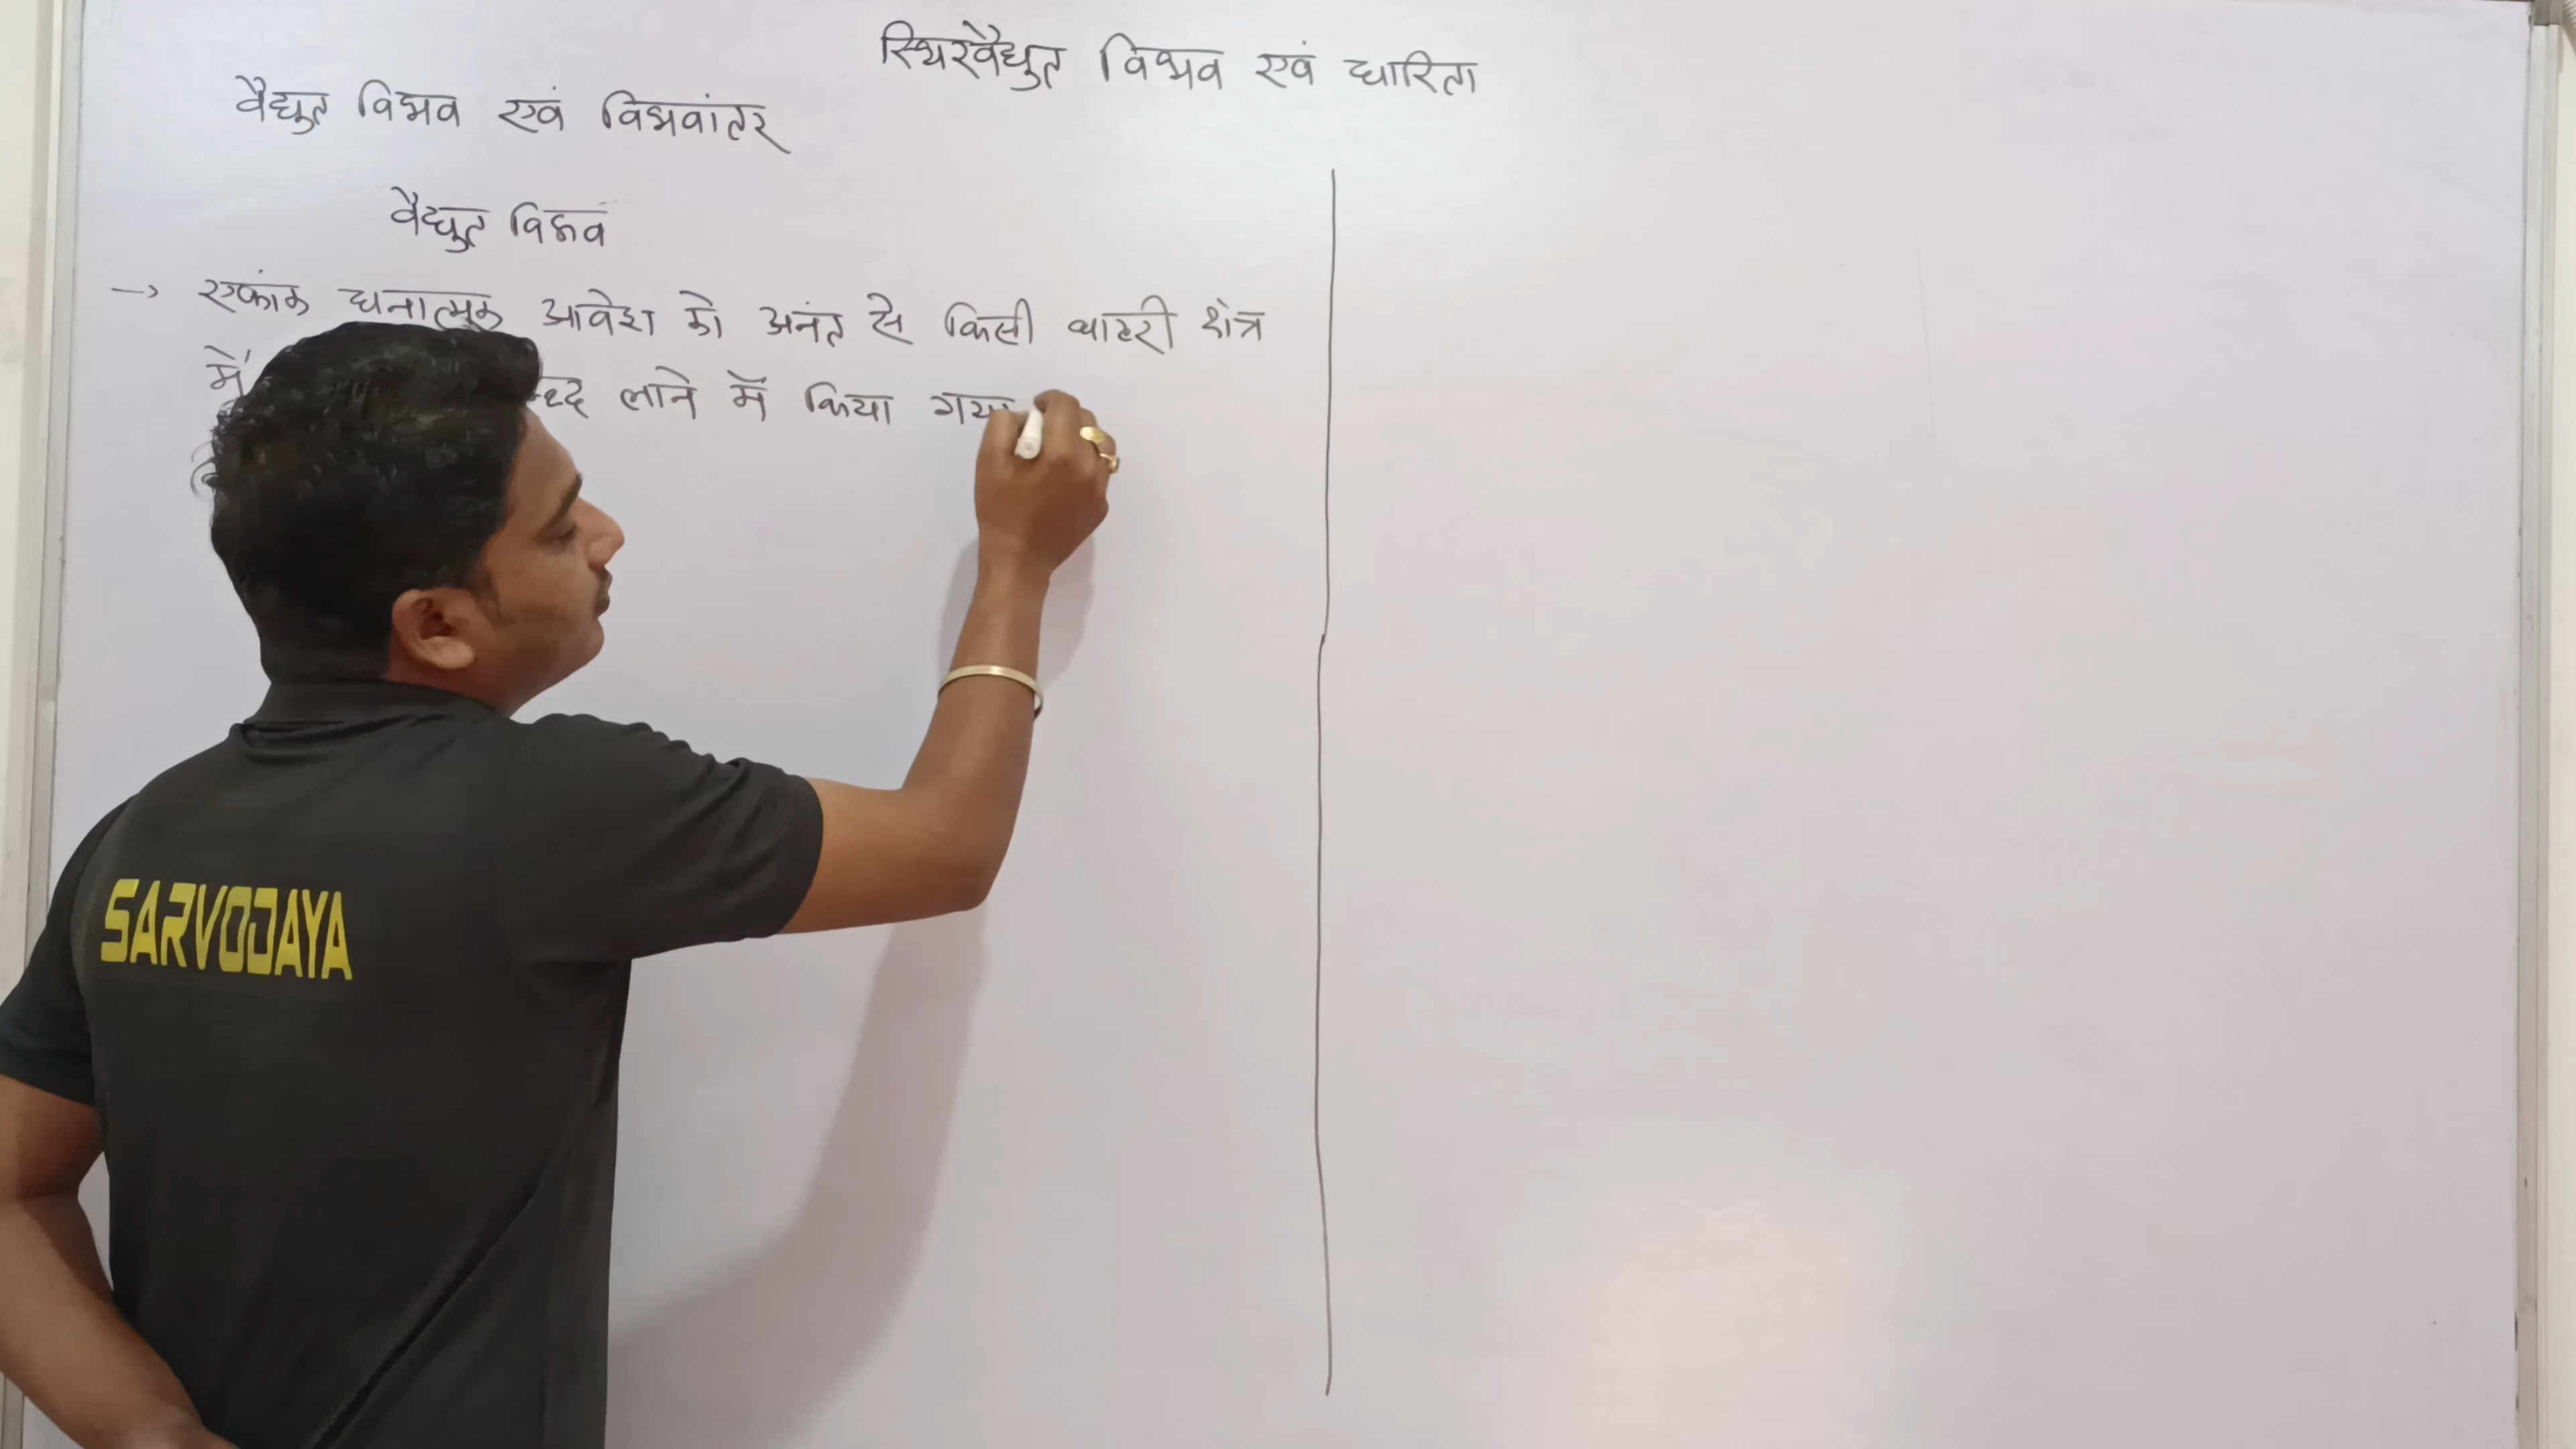 स्थिरवैद्युत विभव एवं धारिता
वैद्युत विभव एवं विभवांतर
वैद्युत विभव
→ एकांक धनात्मक आवेश को अनंत से किसी बाहरी क्षेत्र
में लाने में किया गया
SARVODAYA